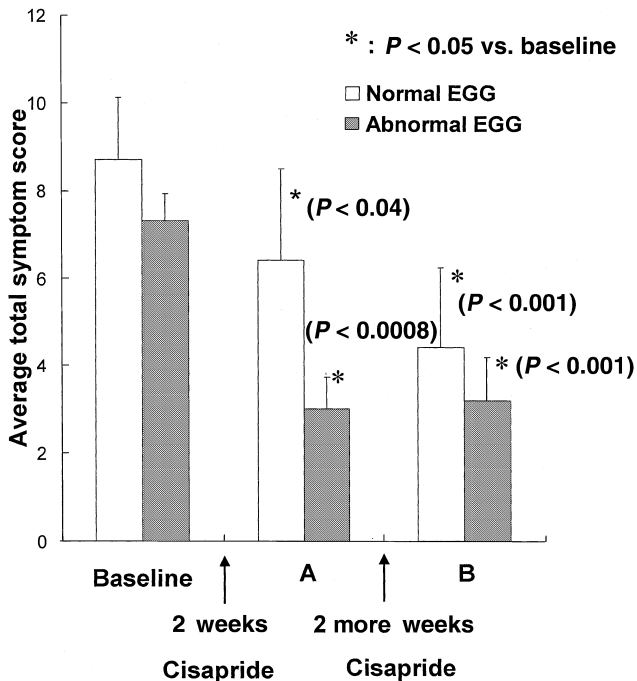 Average total symptom score
12
10
8
6
4
2
0
* : P < 0.05 vs. baseline
Normal EGG
Abnormal EGG
* (P < 0.04)
(P < 0.0008)
*
*
(P < 0.001)
* (P < 0.001)
Baseline
A
B
2 weeks
Cisapride
2 more weeks
Cisapride